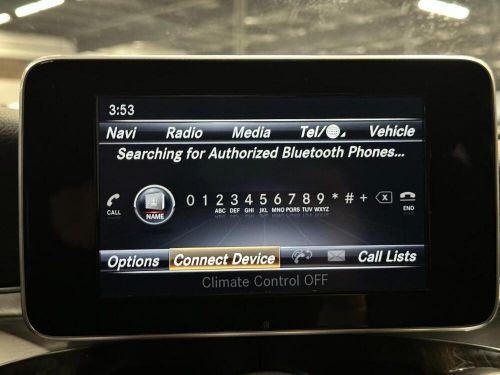 3:53
Navi Radio Media Tel/ Vehicle
Searching for Authorized Bluetooth Phones...
0 1 2 3 4 5 6 7 8 9 * # +
ABC DEF GHI JKL MNO PQRS TUV WXYZ
CALL NAME END
Options Connect Device Call Lists
Climate Control OFF